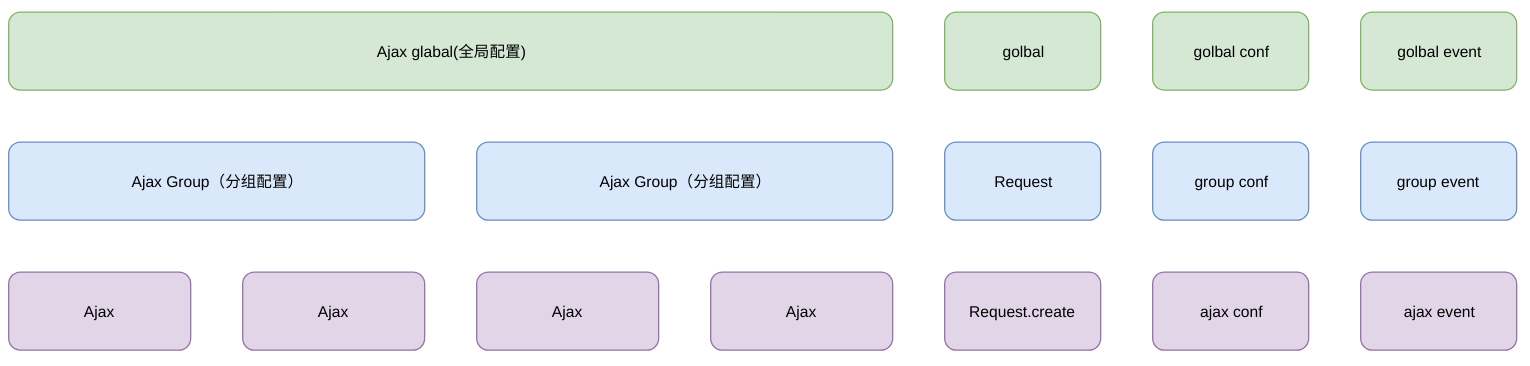 Ajax glabal(全局配置)
golbal
golbal conf
golbal event
Ajax Group（分组配置）
Ajax Group（分组配置）
Request
group conf
group event
Ajax
Ajax
Ajax
Ajax
Request.create
ajax conf
ajax event